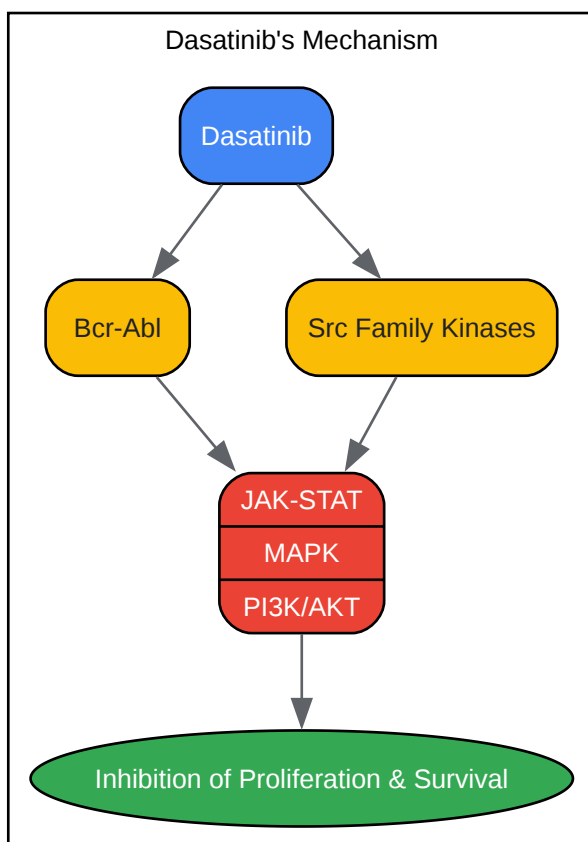 Dasatinib's Mechanism
Dasatinib
Bcr-Abl
Src Family Kinases
JAK-STAT
MAPK
PI3K/AKT
Inhibition of Proliferation & Survival